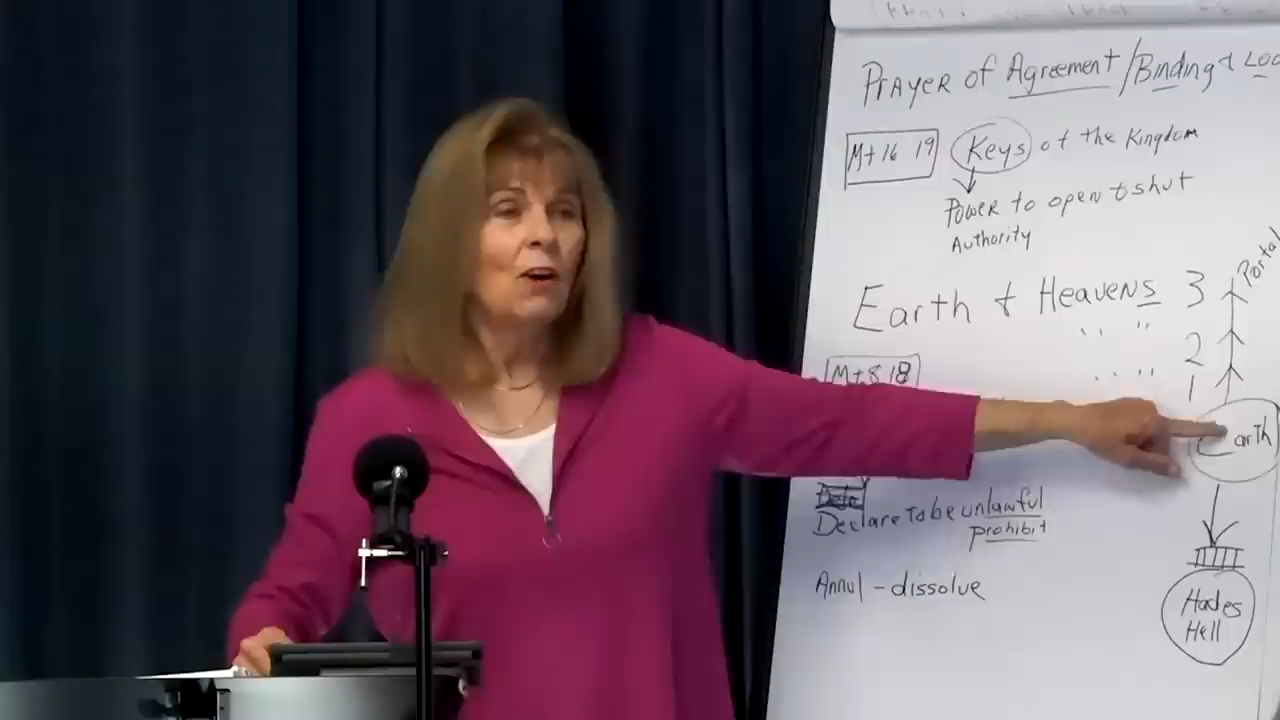 Prayer of Agreement / Binding &
Mt 16 19 Keys of the Kingdom
Power to open & shut
Authority
Portal
Earth & Heavens 3
" " 2
Mt 8 18 " " 1
Earth
Declare to be unlawful
prohibit
Annul - dissolve
Hades
Hell